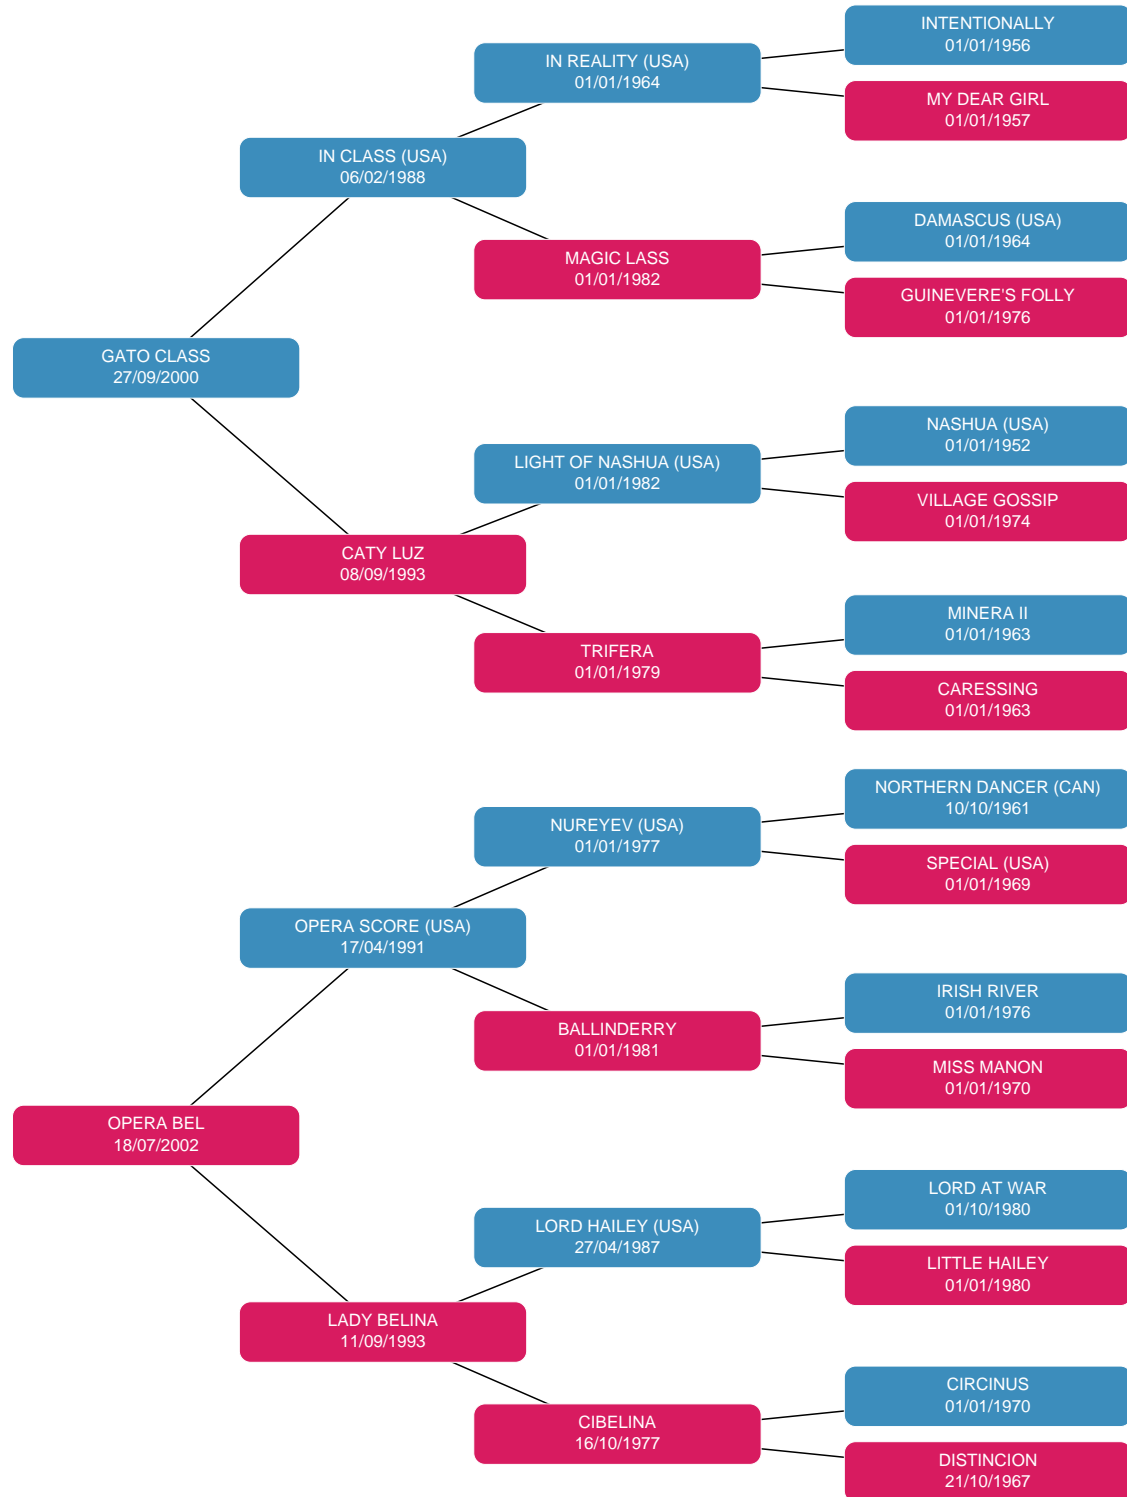 INTENTIONALLY
01/01/1956
IN REALITY (USA)
01/01/1964
MY DEAR GIRL
01/01/1957
IN CLASS (USA)
06/02/1988
DAMASCUS (USA)
01/01/1964
MAGIC LASS
01/01/1982
GUINEVERE'S FOLLY
01/01/1976
GATO CLASS
27/09/2000
NASHUA (USA)
01/01/1952
LIGHT OF NASHUA (USA)
01/01/1982
VILLAGE GOSSIP
01/01/1974
CATY LUZ
08/09/1993
MINERA II
01/01/1963
TRIFERA
01/01/1979
CARESSING
01/01/1963
NORTHERN DANCER (CAN)
10/10/1961
NUREYEV (USA)
01/01/1977
SPECIAL (USA)
01/01/1969
OPERA SCORE (USA)
17/04/1991
IRISH RIVER
01/01/1976
BALLINDERRY
01/01/1981
MISS MANON
01/01/1970
OPERA BEL
18/07/2002
LORD AT WAR
01/10/1980
LORD HAILEY (USA)
27/04/1987
LITTLE HAILEY
01/01/1980
LADY BELINA
11/09/1993
CIRCINUS
01/01/1970
CIBELINA
16/10/1977
DISTINCION
21/10/1967